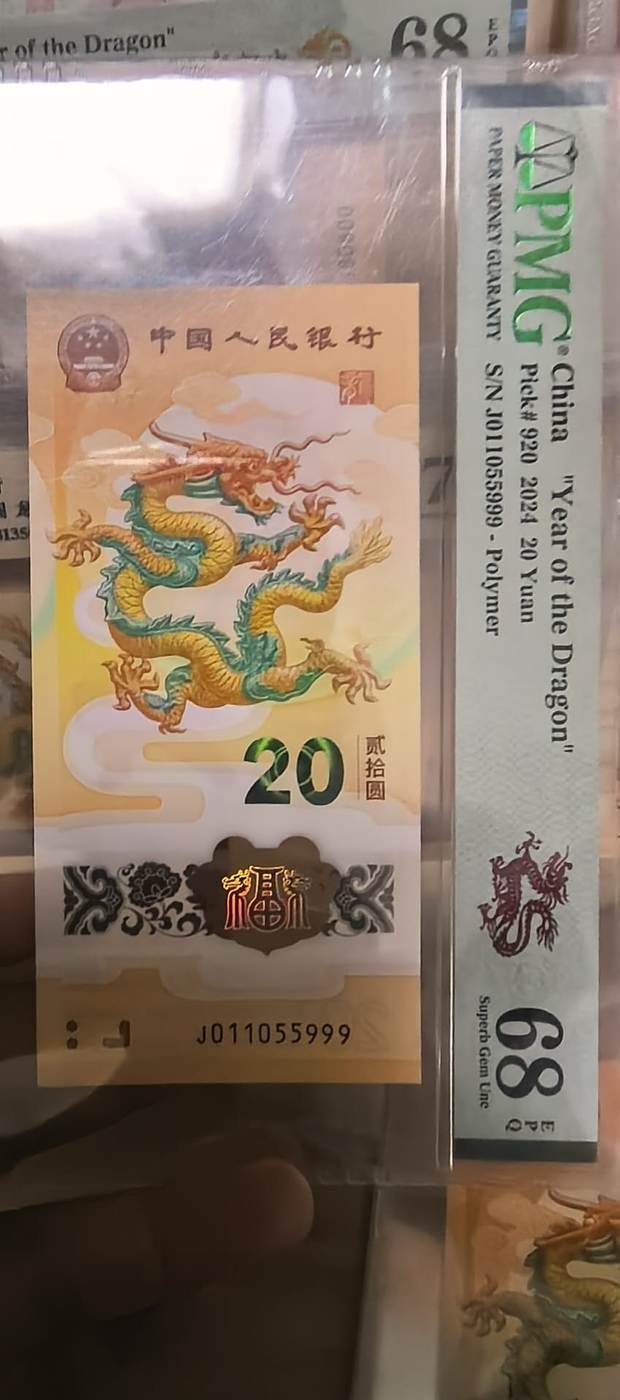 r of the Dragon"
68
中国人民银行
20
贰拾圆
福
J011055999
PMG®
PAPER MONEY GUARANTY
China "Year of the Dragon"
Pick# 920 2024 20 Yuan
S/N J011055999 - Polymer
68
EPQ
Superb Gem Unc